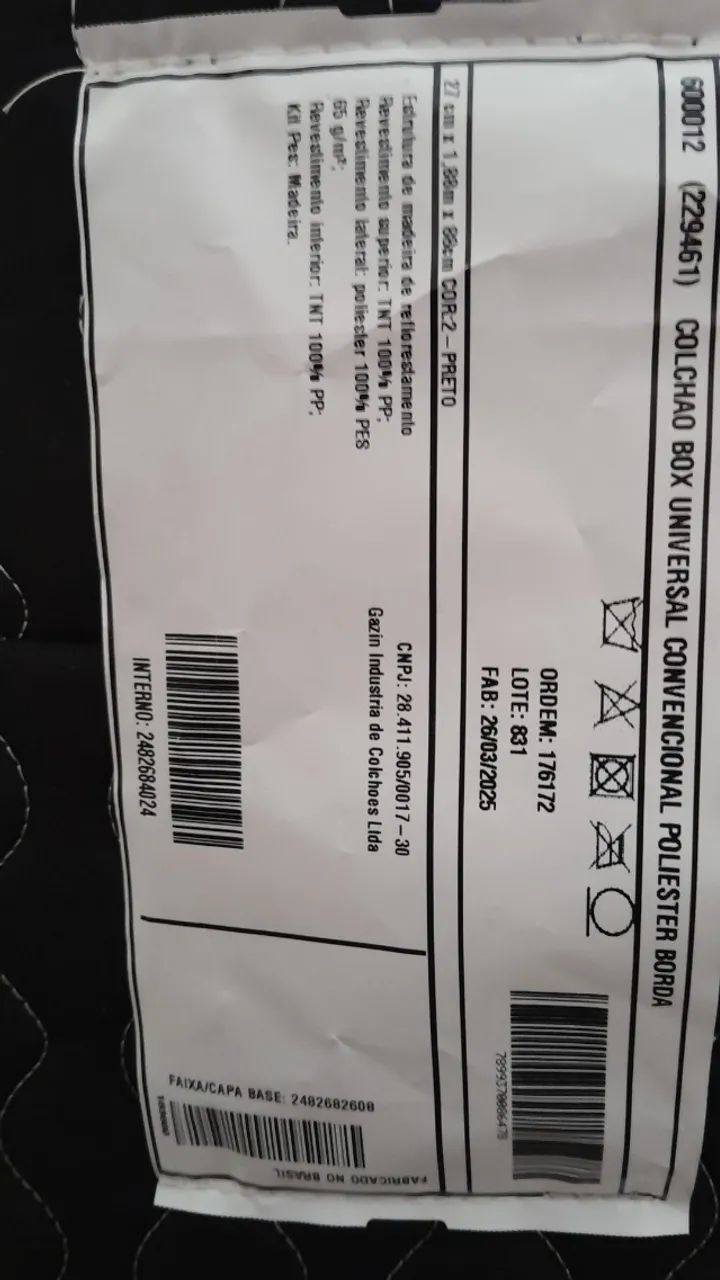 600012 (229461) COLCHAO BOX UNIVERSAL CONVENCIONAL POLIESTER BORDA
ORDEM: 176172
LOTE: 831
FAB: 26/03/2025
7899370806478
27 cm x 1,88m x 88cm COR:2 – PRETO
Estrutura de madeira de reflorestamento
Revestimento superior: TNT 100% PP;
Revestimento lateral: poliester 100% PES
65 g/m²;
Revestimento inferior: TNT 100% PP;
Kit Pes: Madeira.
CNPJ: 28.411.905/0017-30
Gazin Industria de Colchoes Ltda
INTERNO: 2482684024
FAIXA/CAPA BASE: 2482682608
FABRICADO NO BRASIL